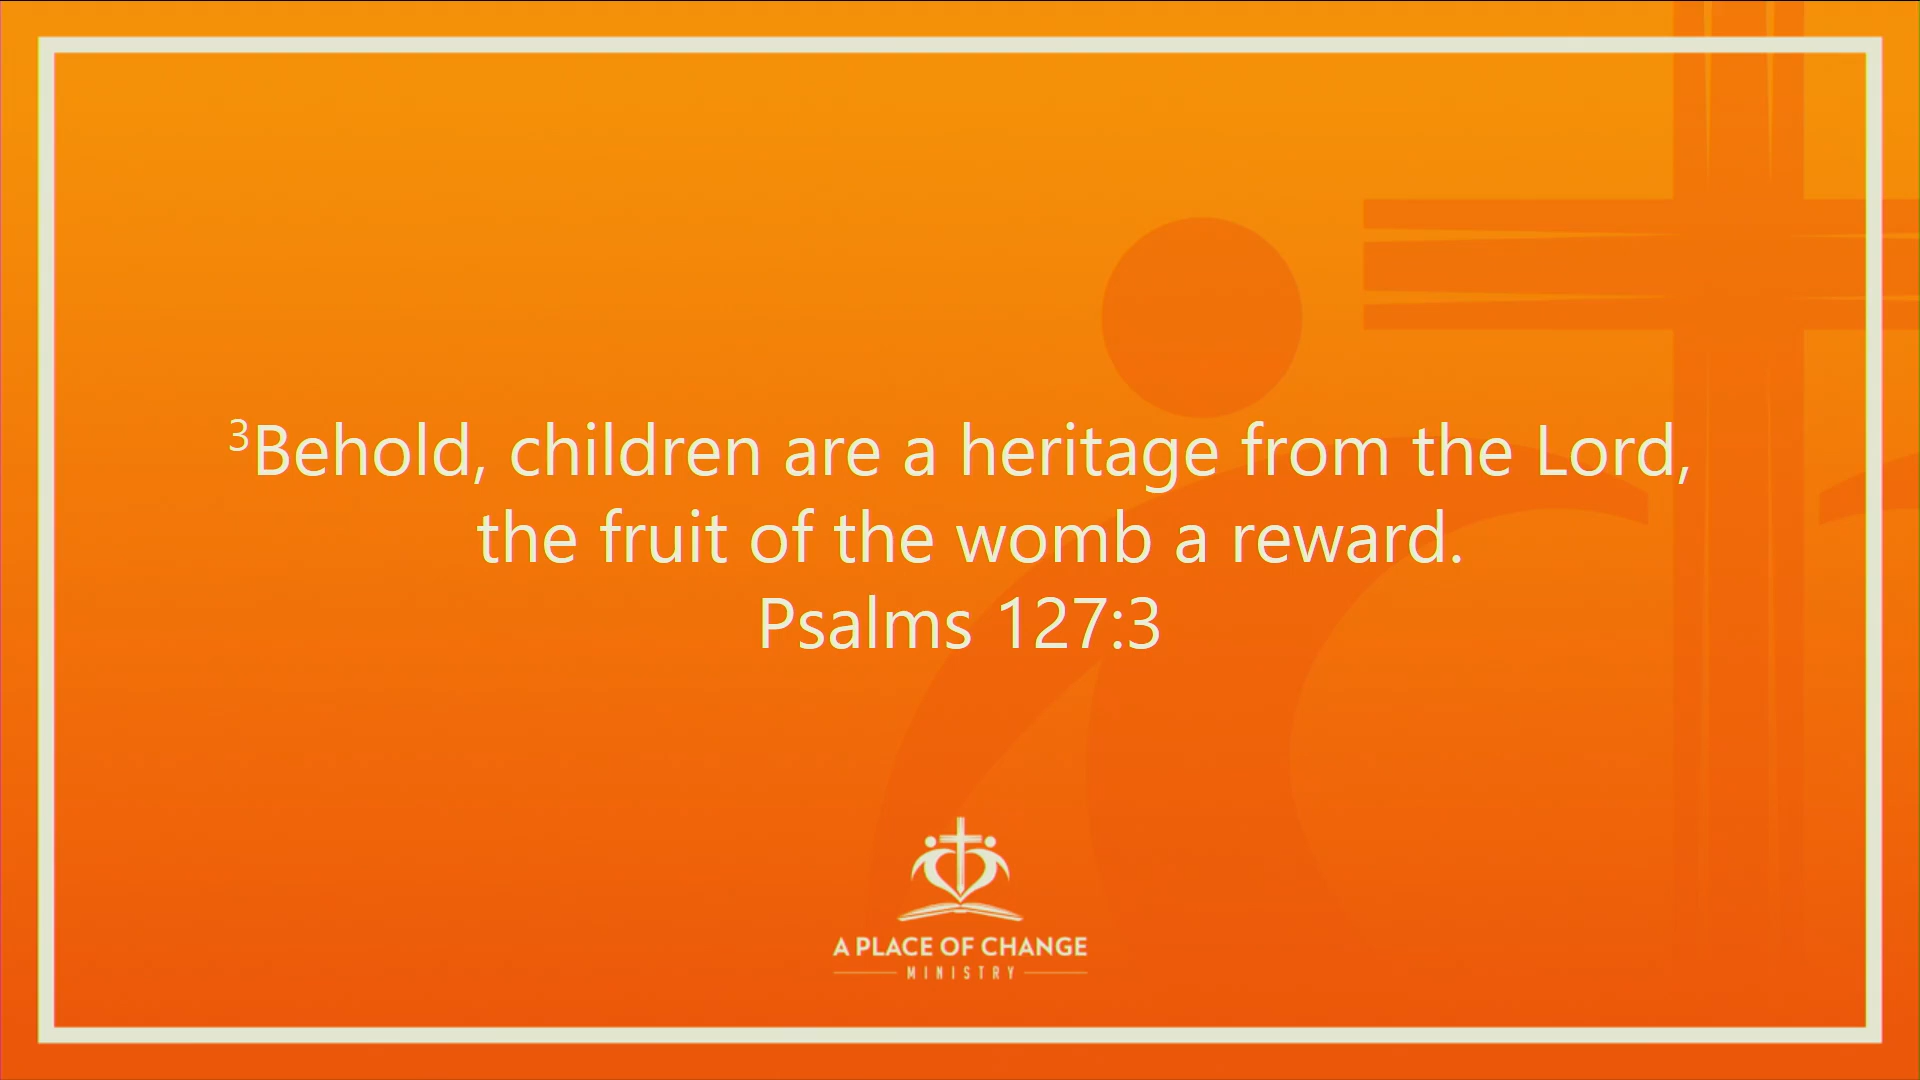 ³Behold, children are a heritage from the Lord,
the fruit of the womb a reward.
Psalms 127:3
A PLACE OF CHANGE
MINISTRY